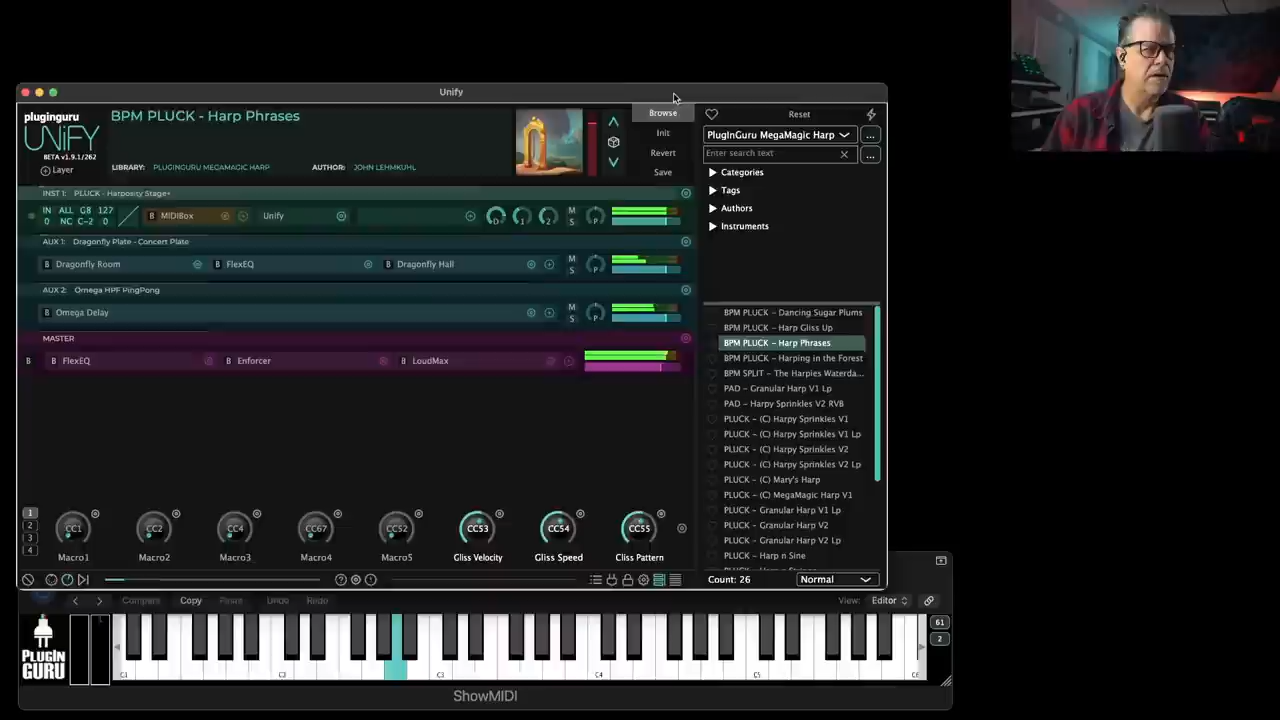 Unify
pluginguru
UNIFY
BETA v1.9.1/262
Layer
BPM PLUCK - Harp Phrases
LIBRARY: PLUGINGURU MEGAMAGIC HARP AUTHOR: JOHN LEHMKUHL
Browse
Init
Revert
Save
Reset
PlugInGuru MegaMagic Harp
...
Enter search text
...
Categories
Tags
Authors
Instruments
INST 1: PLUCK - Harposity Stage+
IN ALL G8 127
0 NC C-2 0
B MIDIBox
Unify
D 1 2 M S P
AUX 1: Dragonfly Plate - Concert Plate
B Dragonfly Room B FlexEQ B Dragonfly Hall M S P
AUX 2: Omega HPF PingPong
B Omega Delay M S P
MASTER
B B FlexEQ B Enforcer B LoudMax
BPM PLUCK - Dancing Sugar Plums
BPM PLUCK - Harp Gliss Up
BPM PLUCK - Harp Phrases
BPM PLUCK - Harping in the Forest
BPM SPLIT - The Harpies Waterda...
PAD - Granular Harp V1 Lp
PAD - Harpy Sprinkles V2 RVB
PLUCK - (C) Harpy Sprinkles V1
PLUCK - (C) Harpy Sprinkles V1 Lp
PLUCK - (C) Harpy Sprinkles V2
PLUCK - (C) Harpy Sprinkles V2 Lp
PLUCK - (C) Mary's Harp
PLUCK - (C) MegaMagic Harp V1
PLUCK - Granular Harp V1 Lp
PLUCK - Granular Harp V2
PLUCK - Granular Harp V2 Lp
PLUCK - Harp n Sine
1
2
3
4
CC1 CC2 CC4 CC67 CC52 CC53 CC54 CC55
Macro1 Macro2 Macro3 Macro4 Macro5 Gliss Velocity Gliss Speed Cliss Pattern
Count: 26 Normal
Compare Copy Paste Undo Redo View: Editor
PLUGIN
GURU
61
2
C1 C2 C3 C4 C5 C6
ShowMIDI